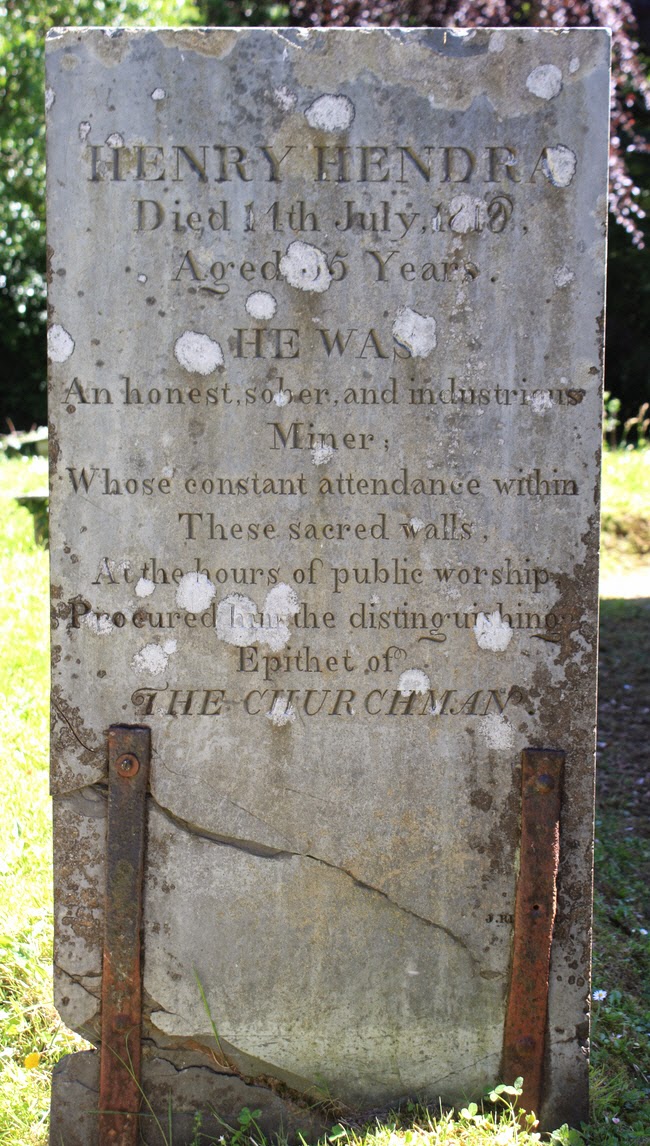 HENRY HENDRA
Died 14th July,
Aged Years.
HE WAS
An honest, sober, and industrious
Miner;
Whose constant attendance within
These sacred walls,
At the hours of public worship
Procured him the distinguishing
Epithet of
THE CHURCHMAN